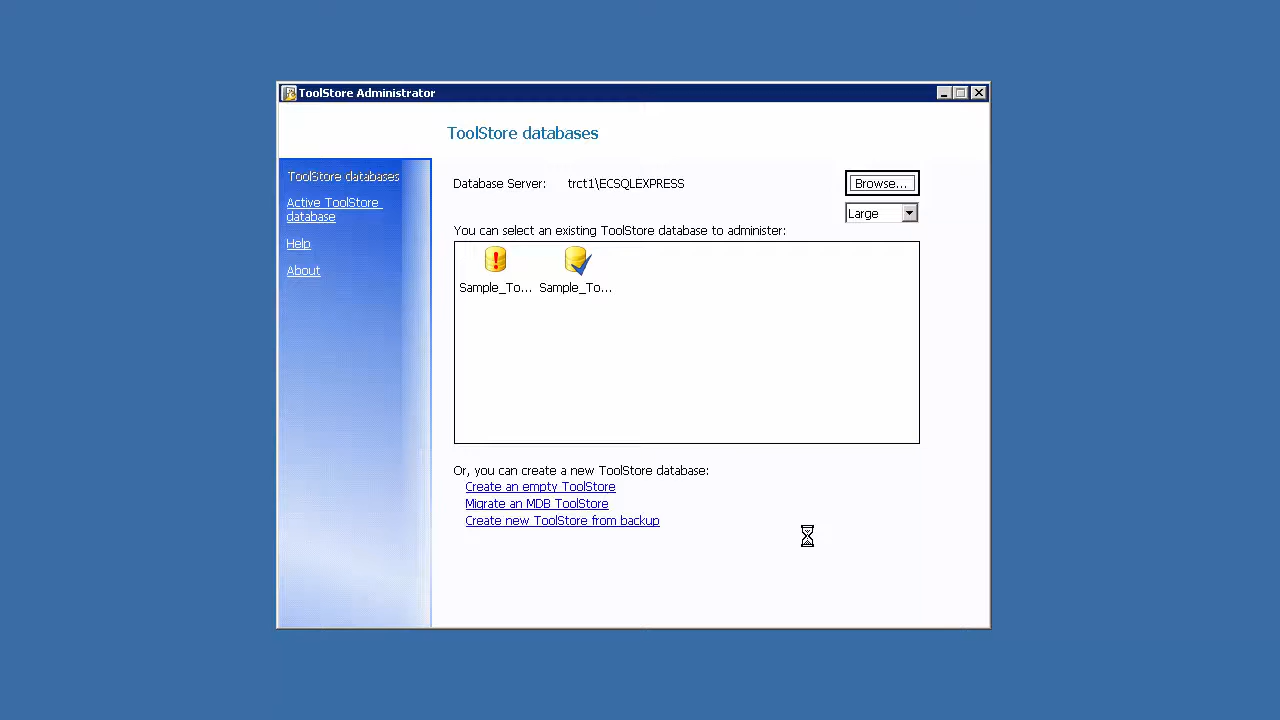 ToolStore Administrator
ToolStore databases
ToolStore databases
Active ToolStore
database
Help
About
Database Server: trct1\ECSQLEXPRESS
Browse...
Large
You can select an existing ToolStore database to administer:
Sample_To... Sample_To...
Or, you can create a new ToolStore database:
Create an empty ToolStore
Migrate an MDB ToolStore
Create new ToolStore from backup